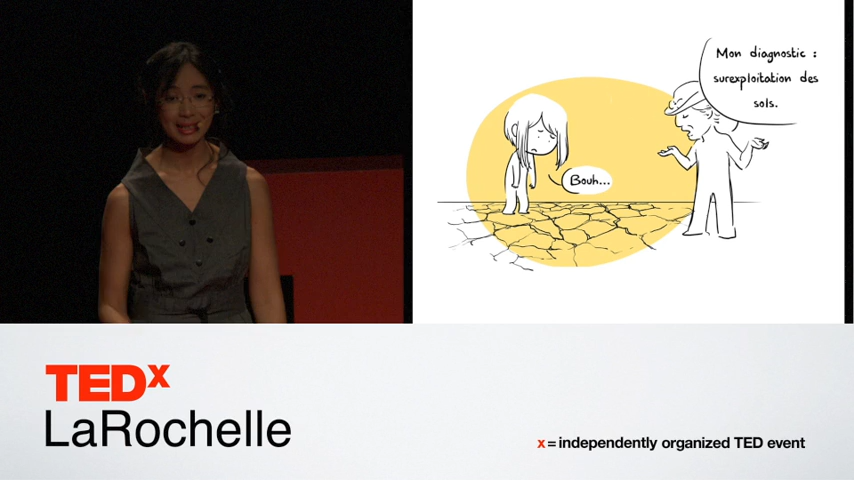 Mon diagnostic :
surexploitation des
sols.
Bouh...
TEDx
LaRochelle
x = independently organized TED event